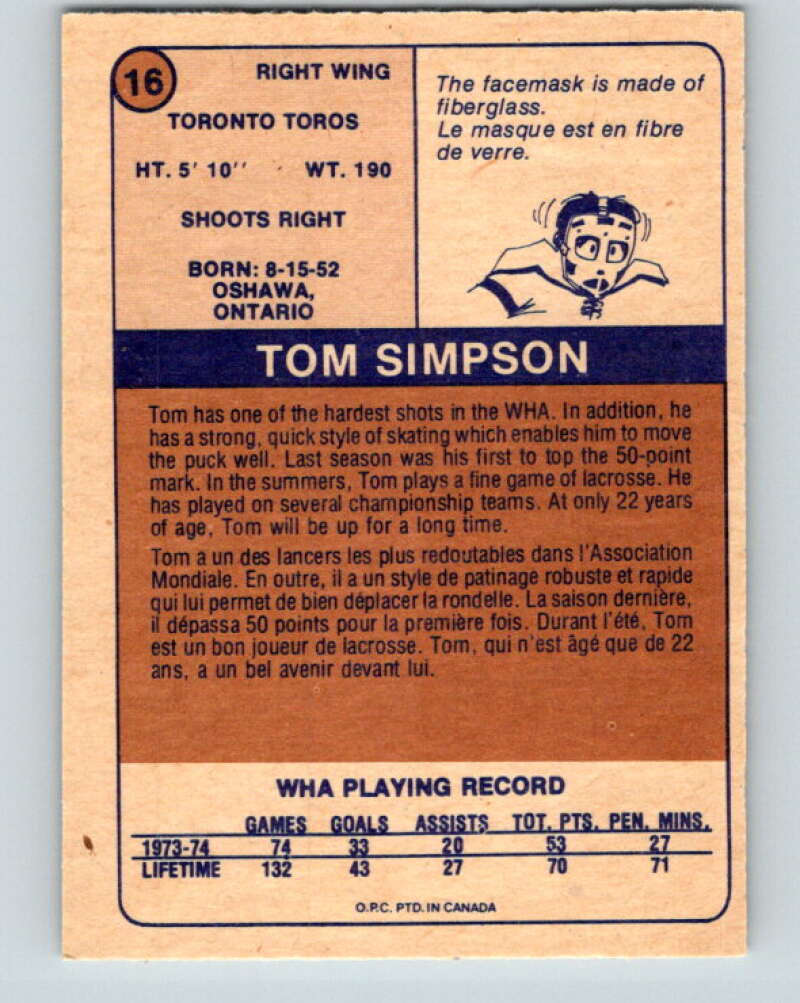 16
RIGHT WING
TORONTO TOROS
HT. 5' 10'' WT. 190
SHOOTS RIGHT
BORN: 8-15-52
OSHAWA,
ONTARIO
The facemask is made of
fiberglass.
Le masque est en fibre
de verre.
TOM SIMPSON
Tom has one of the hardest shots in the WHA. In addition, he
has a strong, quick style of skating which enables him to move
the puck well. Last season was his first to top the 50-point
mark. In the summers, Tom plays a fine game of lacrosse. He
has played on several championship teams. At only 22 years
of age, Tom will be up for a long time.
Tom a un des lancers les plus redoutables dans l'Association
Mondiale. En outre, il a un style de patinage robuste et rapide
qui lui permet de bien déplacer la rondelle. La saison dernière,
il dépassa 50 points pour la première fois. Durant l'été, Tom
est un bon joueur de lacrosse. Tom, qui n'est âgé que de 22
ans, a un bel avenir devant lui.
WHA PLAYING RECORD
GAMES GOALS ASSISTS TOT. PTS. PEN. MINS.
1973-74 74 33 20 53 27
LIFETIME 132 43 27 70 71
O.P.C. PTD. IN CANADA